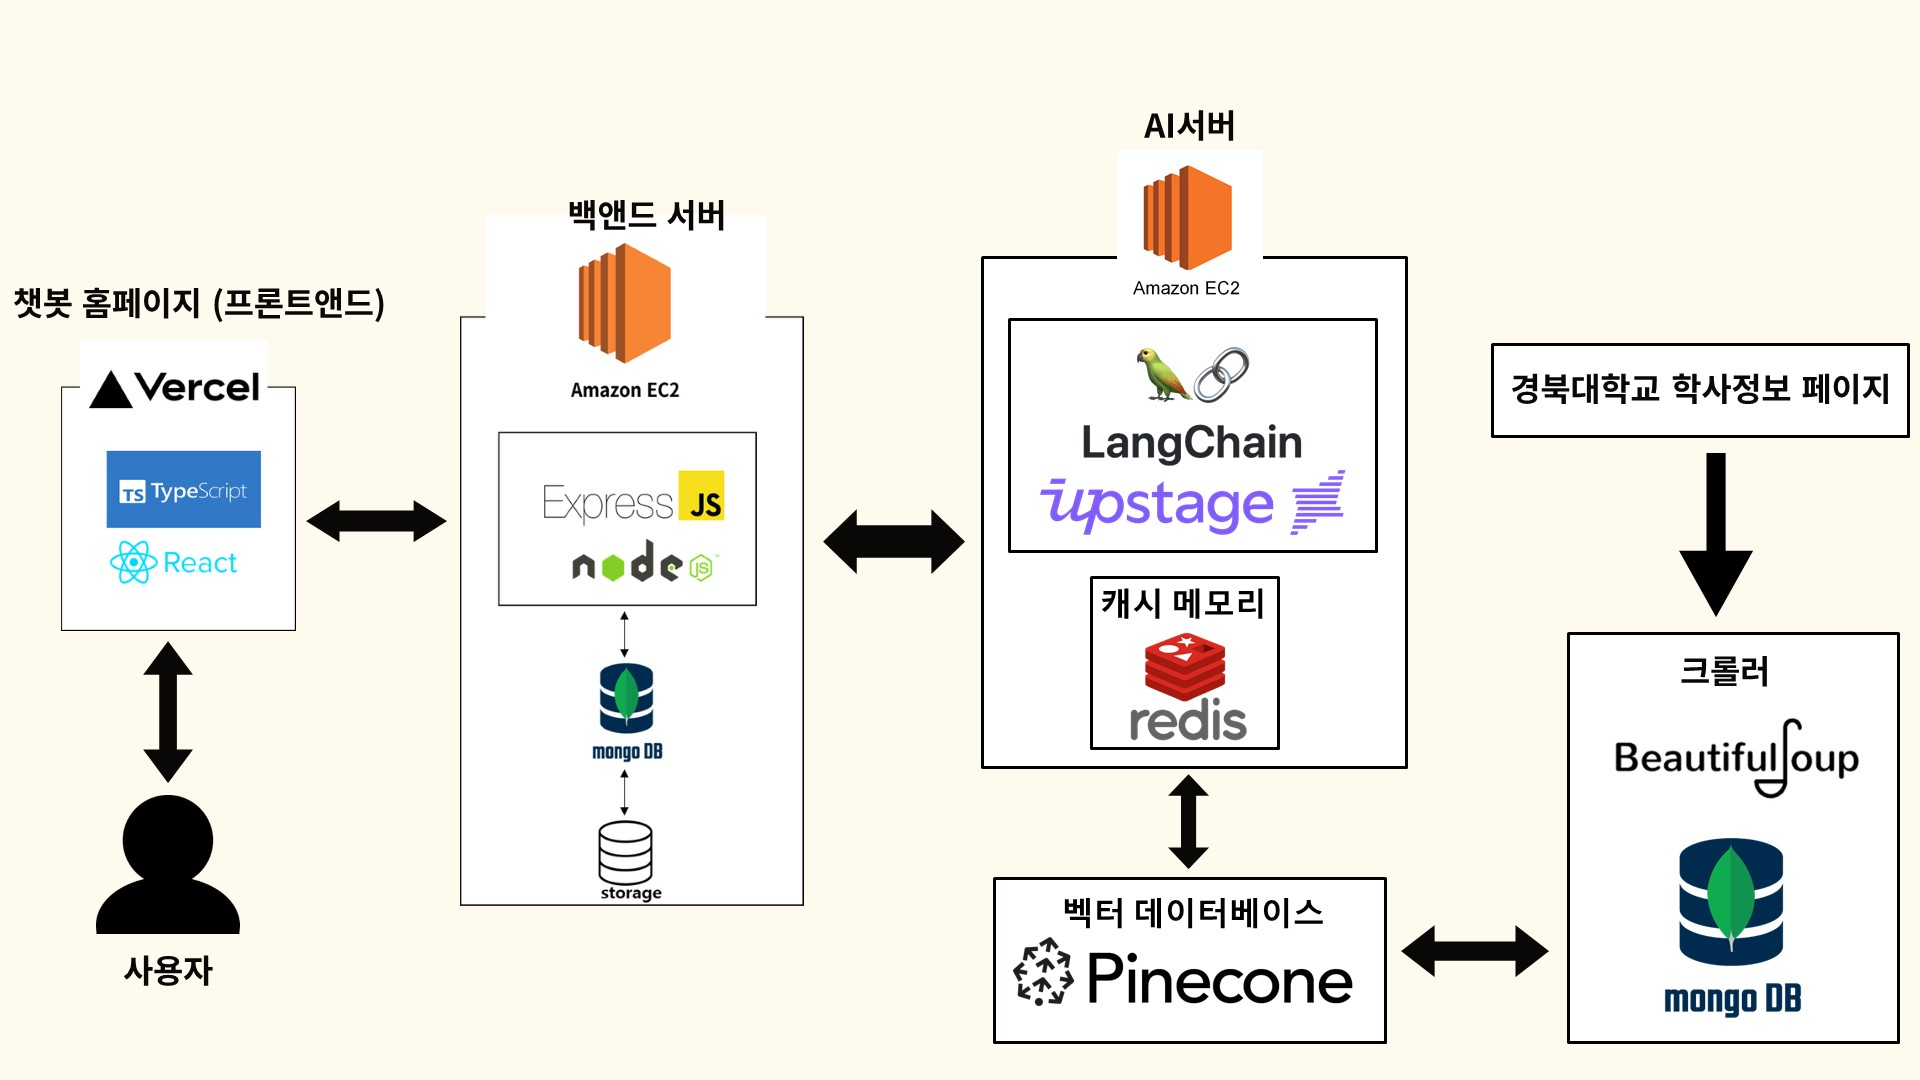 챗봇 홈페이지 (프론트앤드)
Vercel
TS TypeScript
React
사용자
백앤드 서버
Amazon EC2
Express JS
node JS
mongo DB
storage
AI서버
Amazon EC2
LangChain
upstage
캐시 메모리
redis
벡터 데이터베이스
Pinecone
경북대학교 학사정보 페이지
크롤러
BeautifulSoup
mongo DB